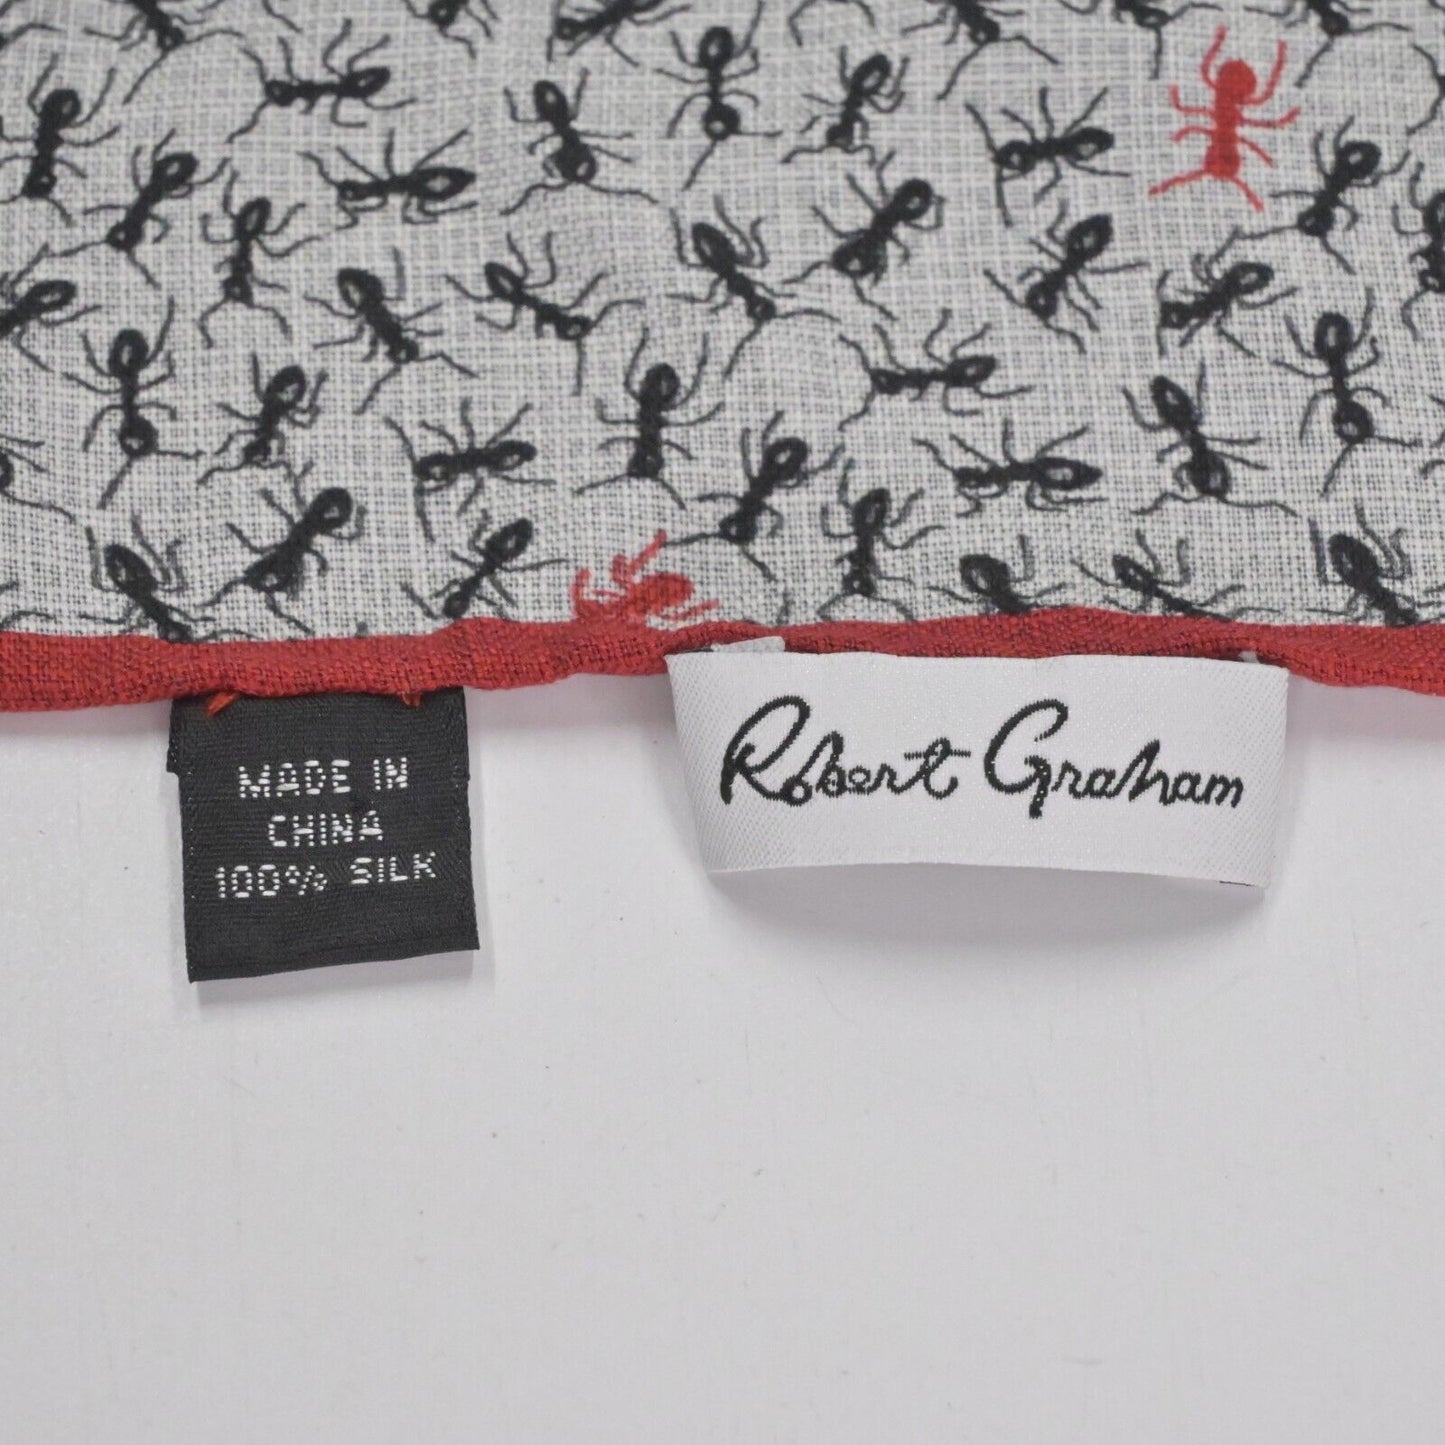 MADE IN
CHINA
100% SILK
Robert Graham